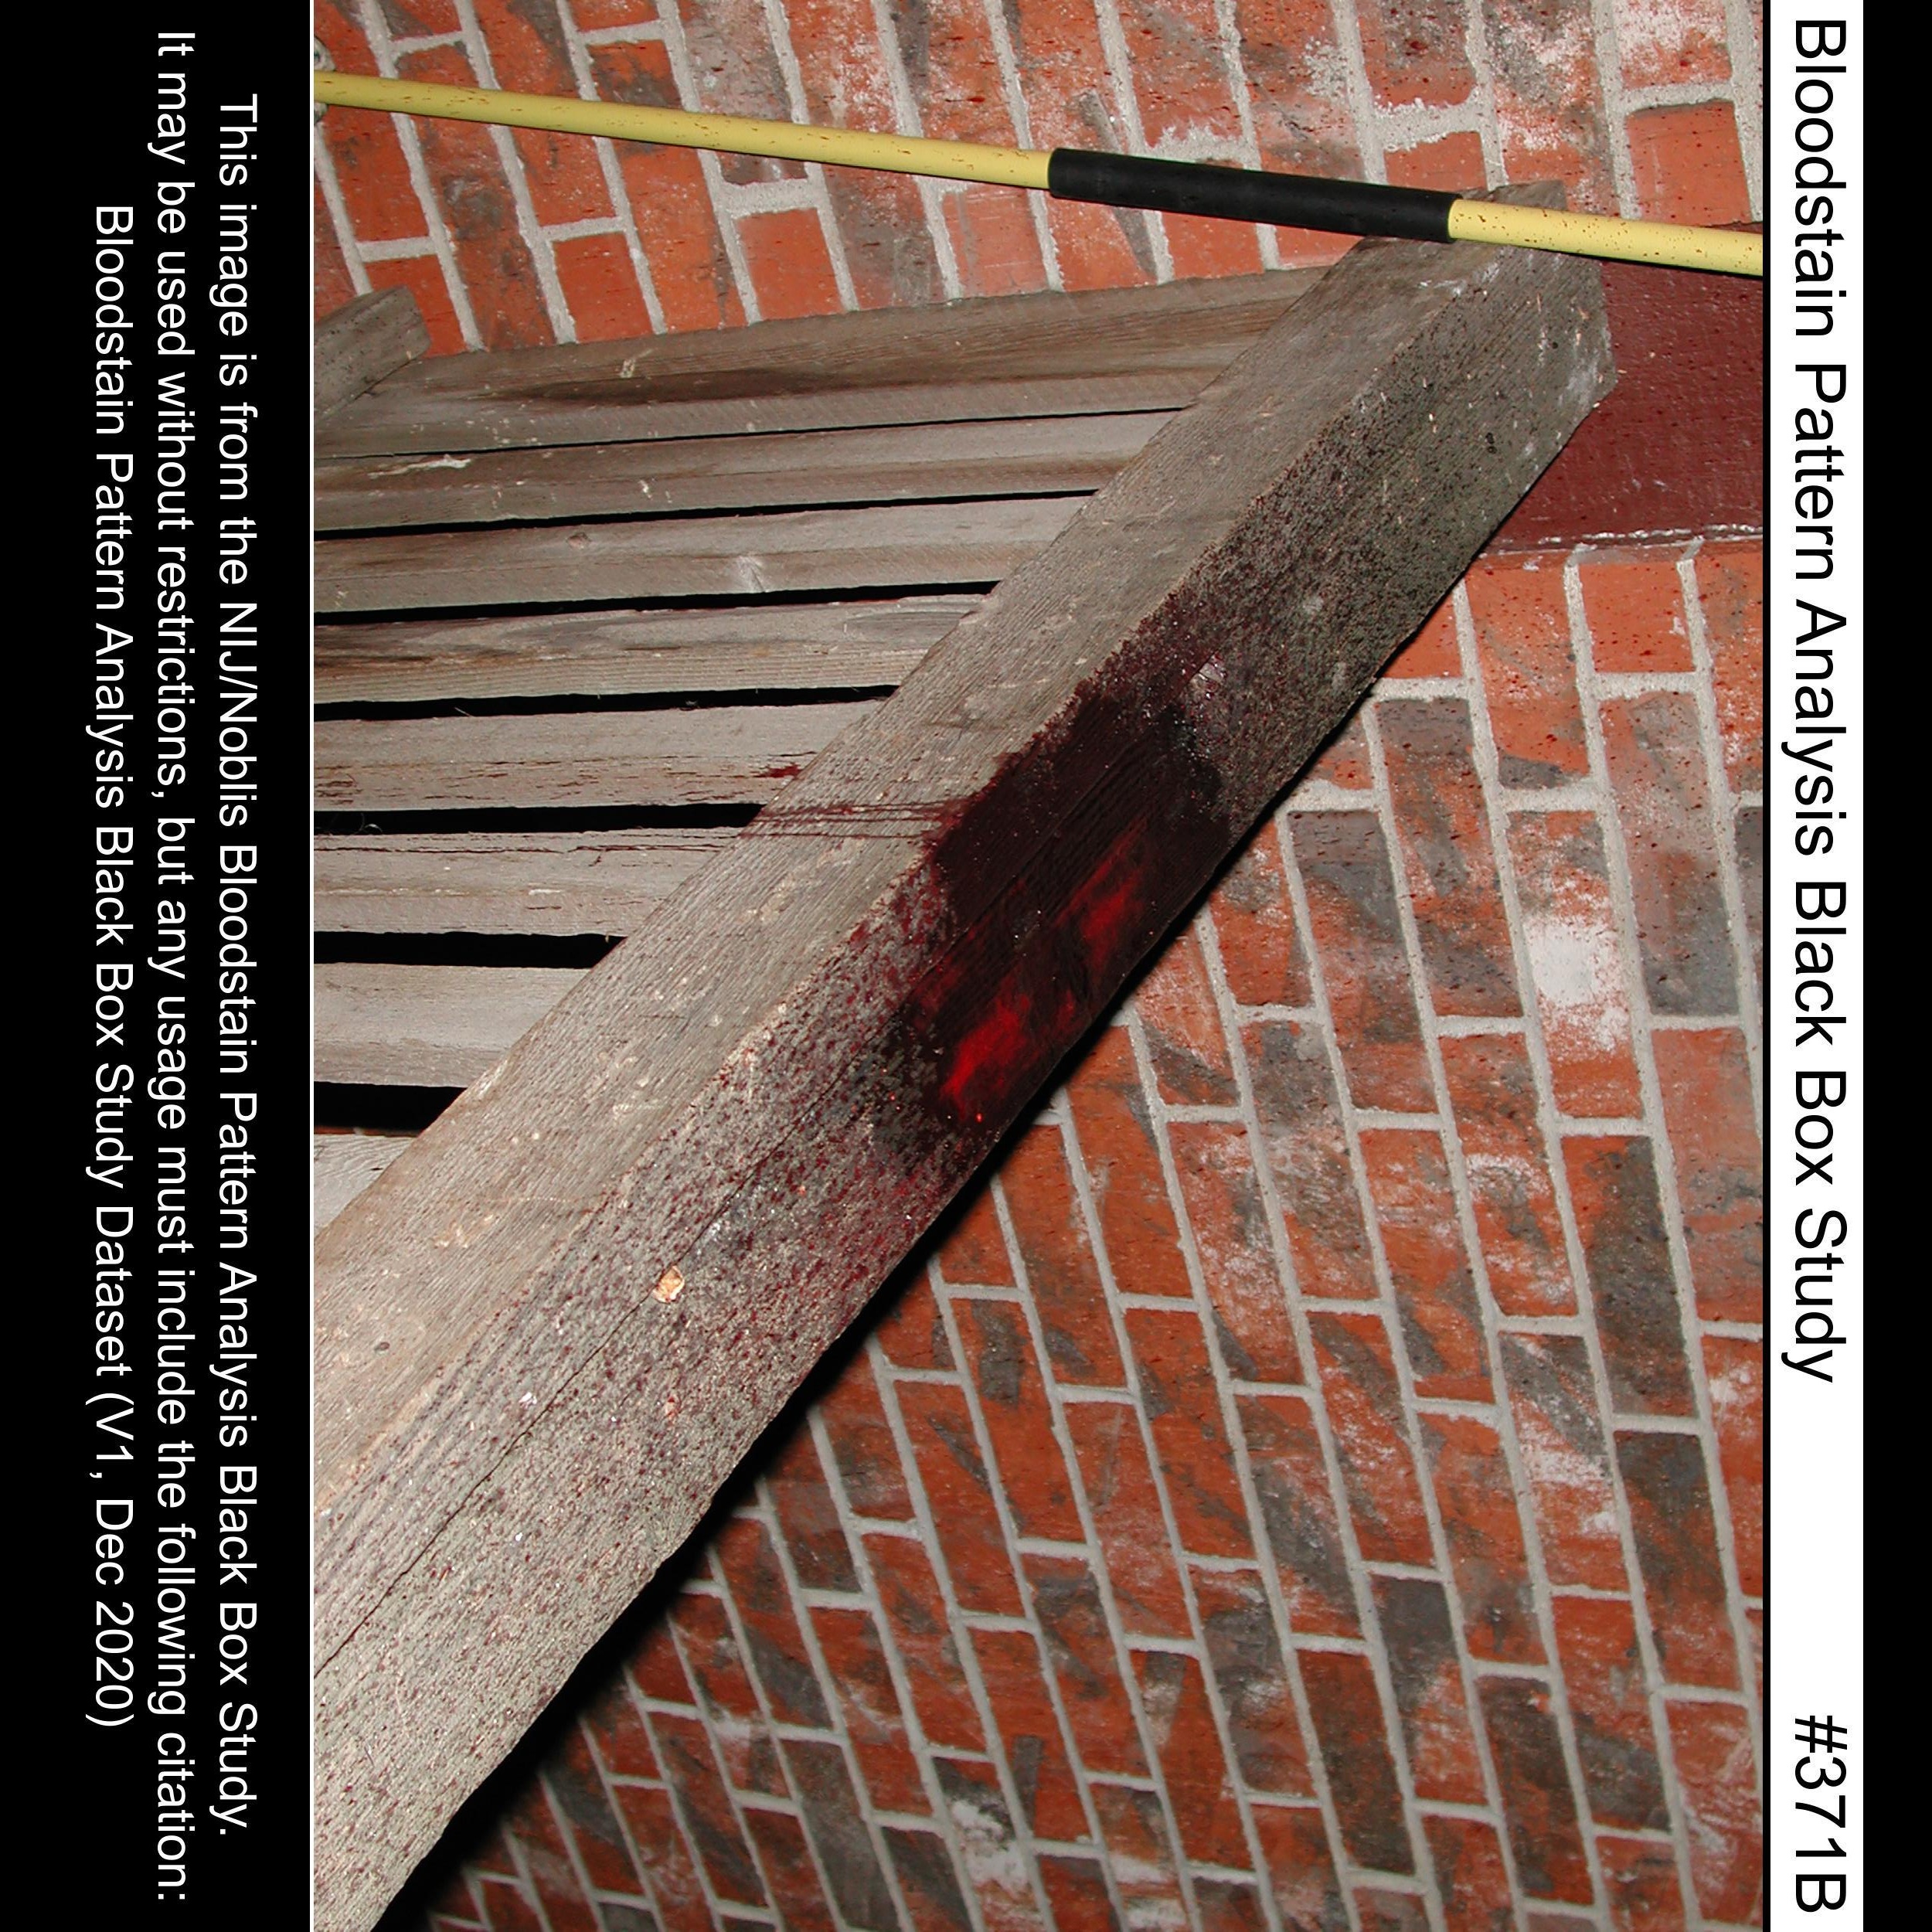 Bloodstain Pattern Analysis Black Box Study #371B
This image is from the NIJ/Noblis Bloodstain Pattern Analysis Black Box Study.
It may be used without restrictions, but any usage must include the following citation:
Bloodstain Pattern Analysis Black Box Study Dataset (V1, Dec 2020)